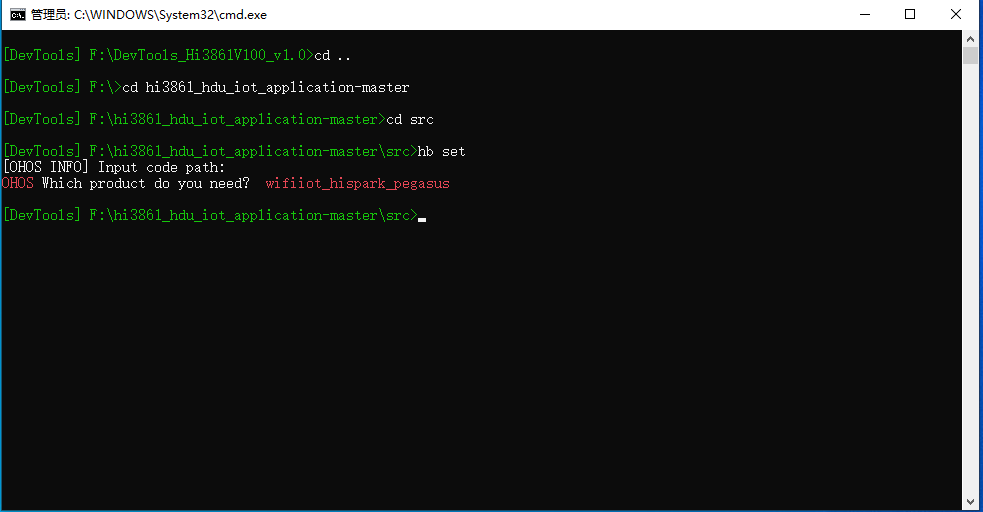 管理员: C:\WINDOWS\System32\cmd.exe
[DevTools] F:\DevTools_Hi3861V100_v1.0>cd ..
[DevTools] F:\>cd hi3861_hdu_iot_application-master
[DevTools] F:\hi3861_hdu_iot_application-master>cd src
[DevTools] F:\hi3861_hdu_iot_application-master\src>hb set
[OHOS INFO] Input code path:
OHOS Which product do you need?  wifiiot_hispark_pegasus
[DevTools] F:\hi3861_hdu_iot_application-master\src>